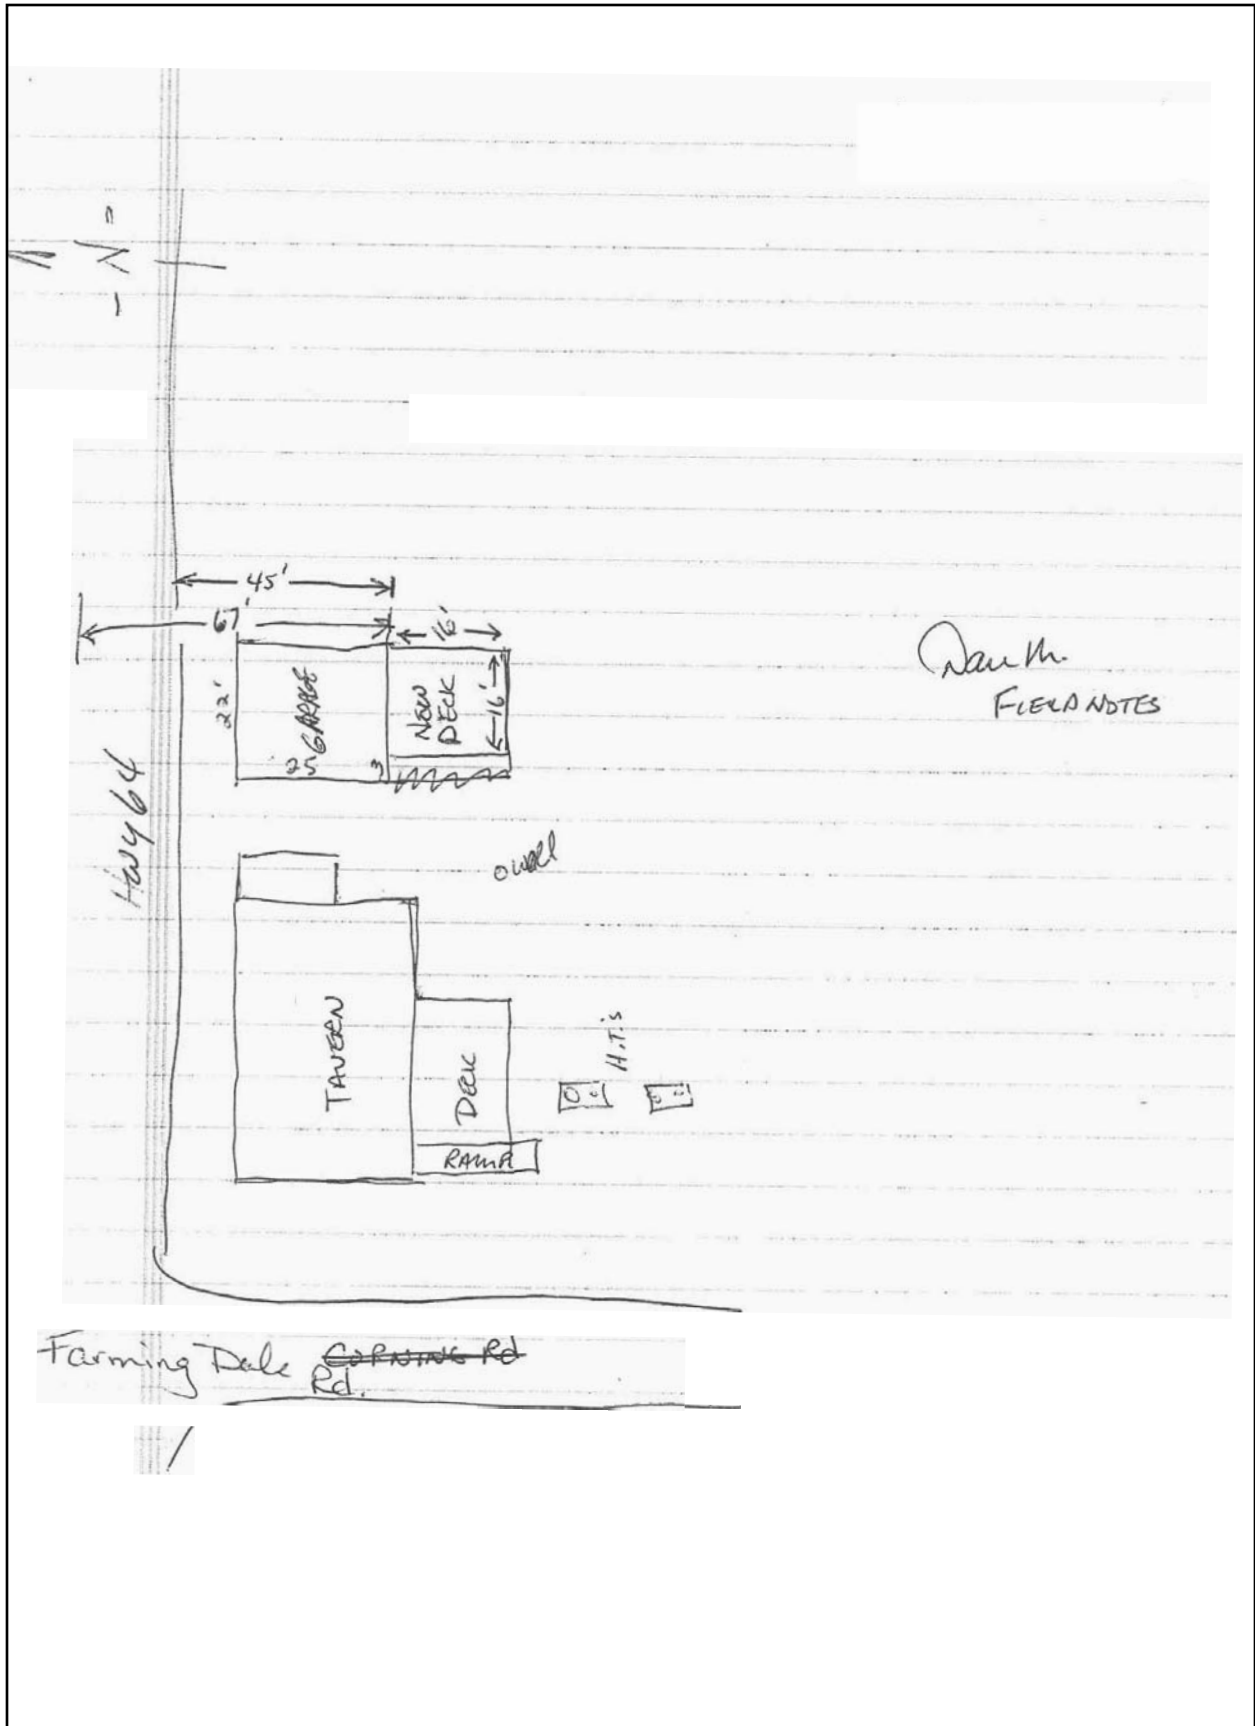 - N -
45'
67'
16'
22'
GARAGE
25
3
NEW
DECK
16'
HWY 64
FIELD NOTES
O well
TAVERN
DECK
H.T.'s
RAMP
Farming Dale CORNING Rd
Rd.